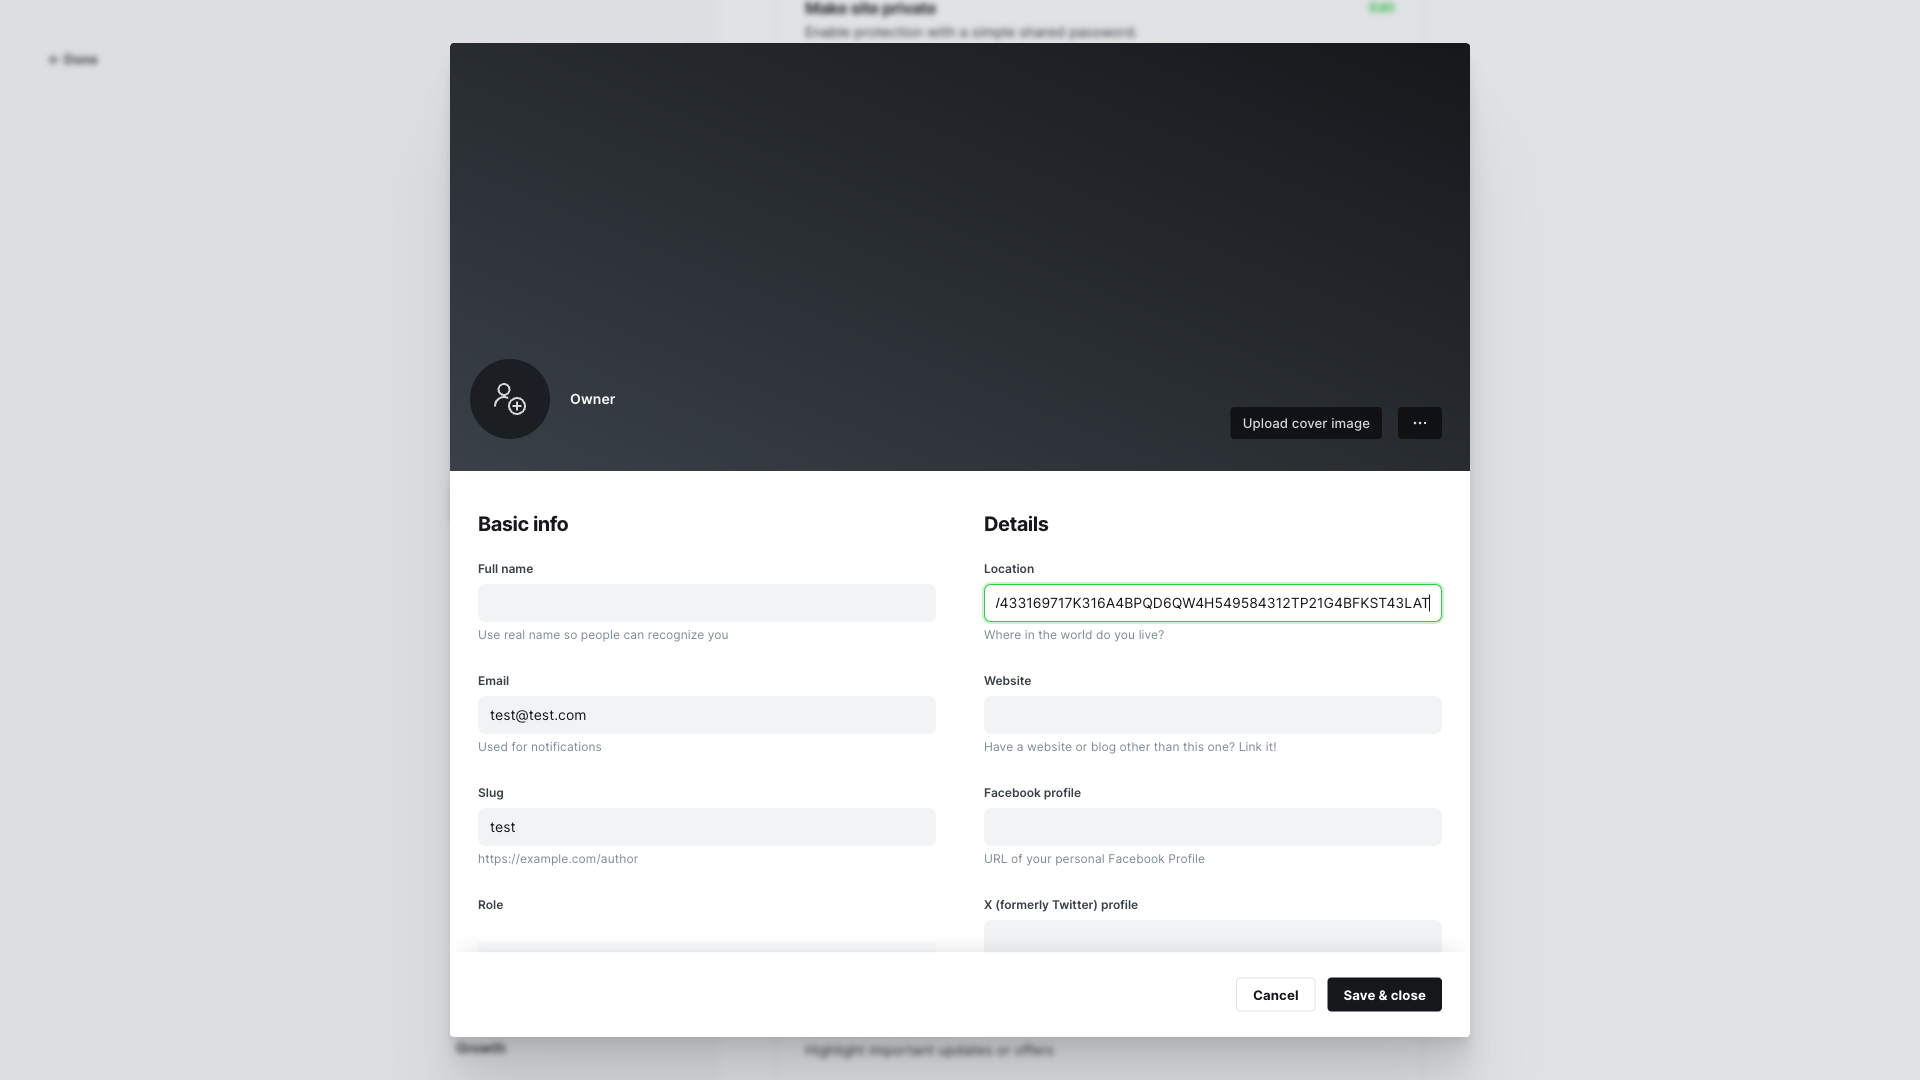 Make site private
Edit
Enable protection with a simple shared password.
← Done
Owner
Upload cover image
...
Basic info
Full name
Use real name so people can recognize you
Email
test@test.com
Used for notifications
Slug
test
https://example.com/author
Role
Details
Location
/433169717K316A4BPQD6QW4H549584312TP21G4BFKST43LAT
Where in the world do you live?
Website
Have a website or blog other than this one? Link it!
Facebook profile
URL of your personal Facebook Profile
X (formerly Twitter) profile
Cancel
Save & close
Growth
Highlight important updates or offers